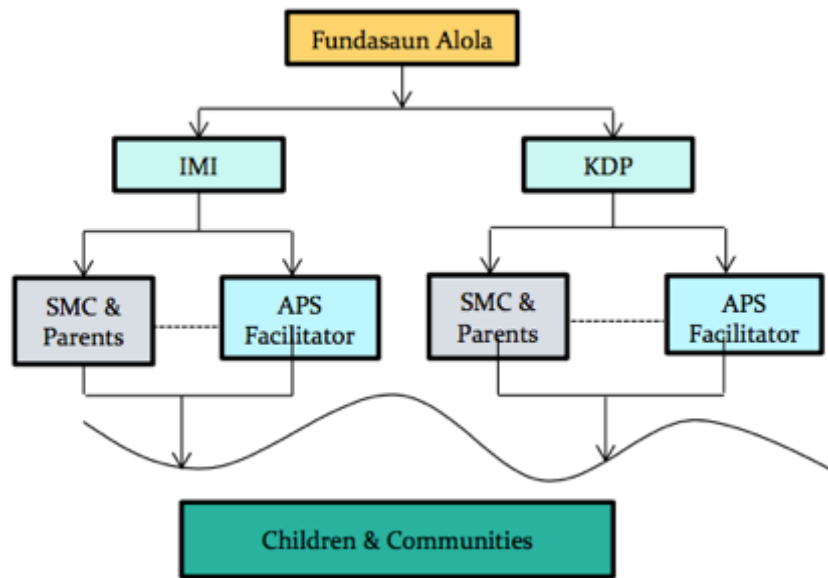 Fundasaun Alola
IMI
KDP
SMC &
Parents
APS
Facilitator
SMC &
Parents
APS
Facilitator
Children & Communities